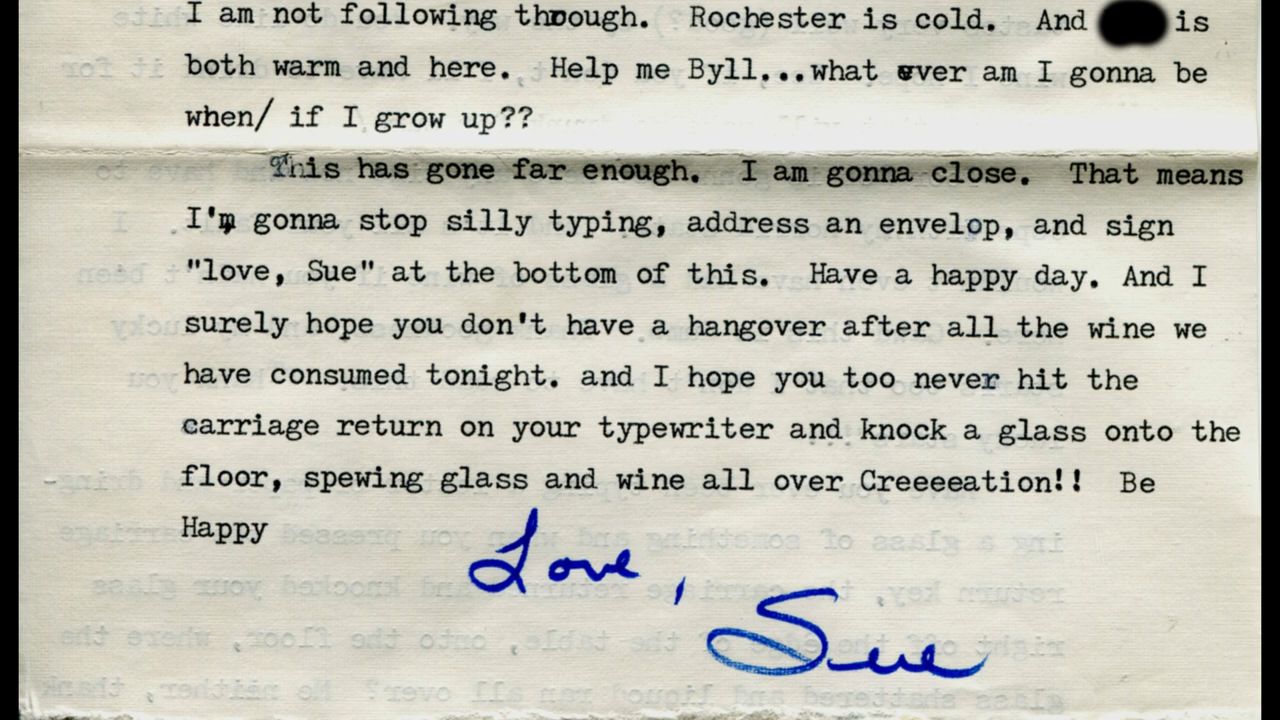 I am not following through. Rochester is cold. And is
both warm and here. Help me Byll...what ever am I gonna be
when/ if I grow up??
This has gone far enough. I am gonna close. That means
I'm gonna stop silly typing, address an envelop, and sign
"love, Sue" at the bottom of this. Have a happy day. And I
surely hope you don't have a hangover after all the wine we
have consumed tonight. and I hope you too never hit the
carriage return on your typewriter and knock a glass onto the
floor, spewing glass and wine all over Creeeeation!! Be
Happy
Love,
Sue